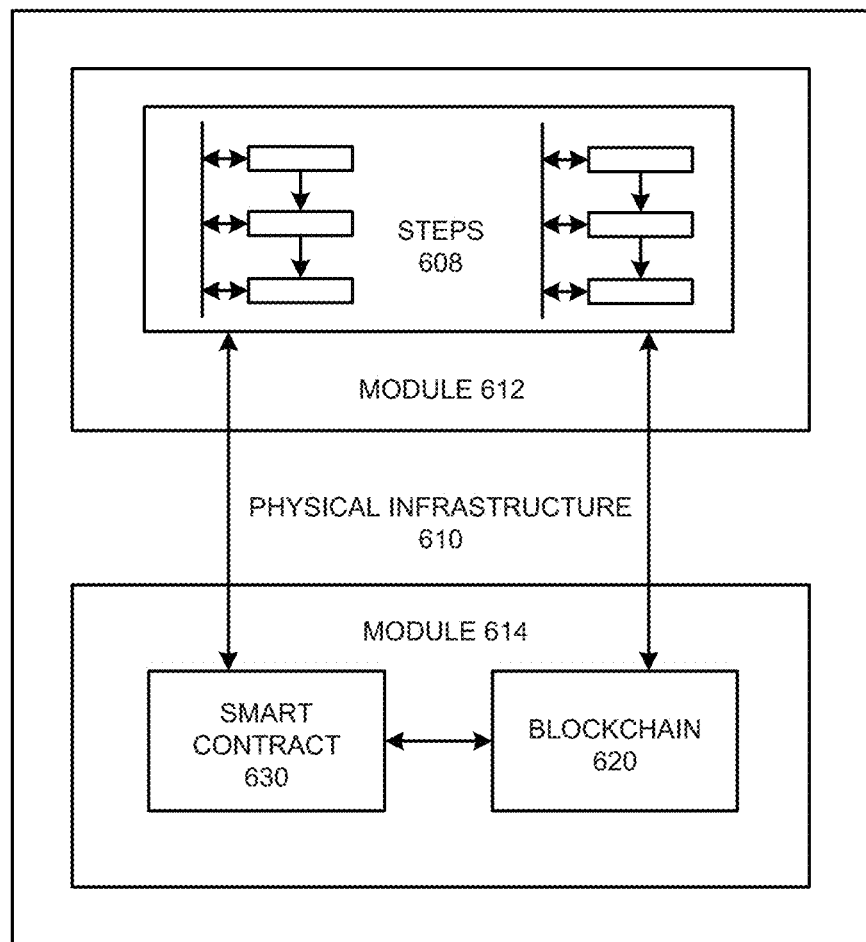 STEPS
608
MODULE 612
PHYSICAL INFRASTRUCTURE
610
MODULE 614
SMART
CONTRACT
630
BLOCKCHAIN
620